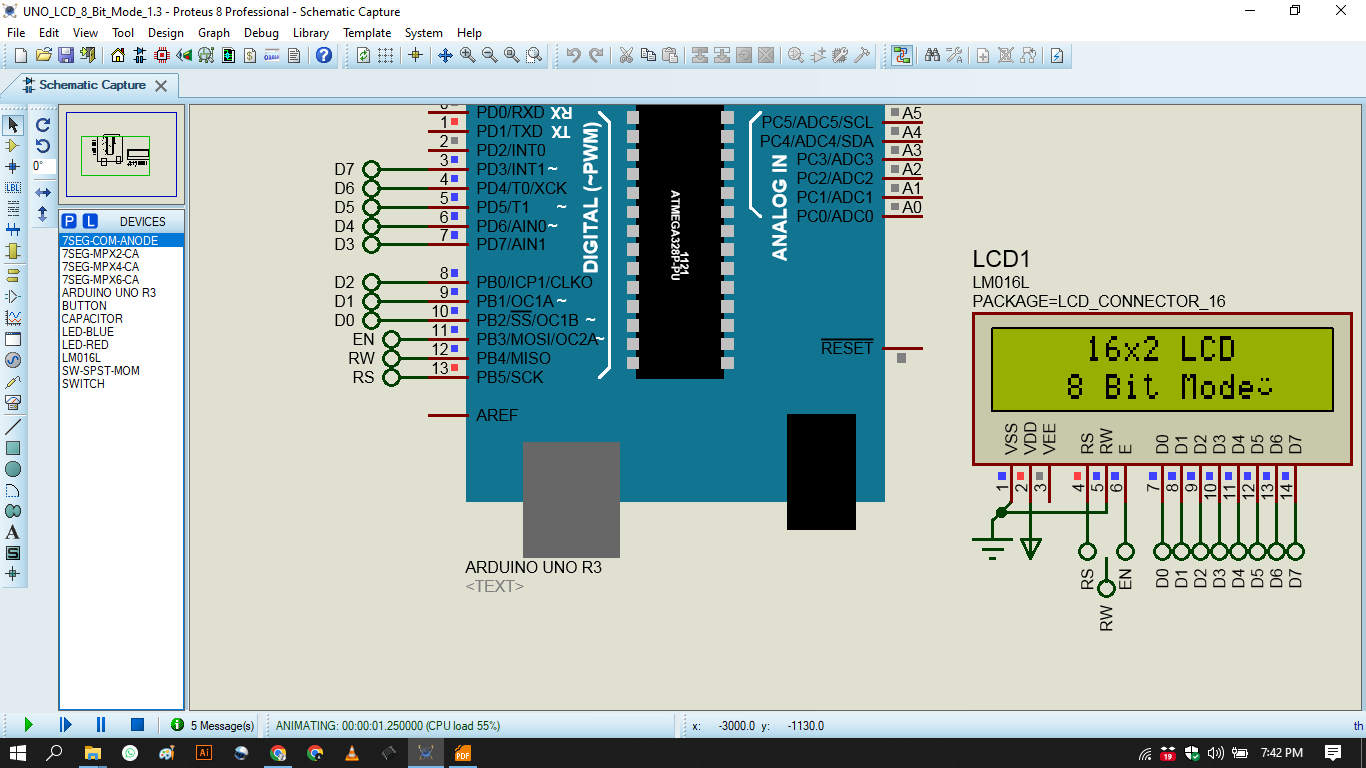 UNO_LCD_8_Bit_Mode_1.3 - Proteus 8 Professional - Schematic Capture
File Edit View Tool Design Graph Debug Library Template System Help
Schematic Capture
0°
LBL
A
S
P L DEVICES
7SEG-COM-ANODE
7SEG-MPX2-CA
7SEG-MPX4-CA
7SEG-MPX6-CA
ARDUINO UNO R3
BUTTON
CAPACITOR
LED-BLUE
LED-RED
LM016L
SW-SPST-MOM
SWITCH
PD0/RXD RX
1 PD1/TXD TX
2 PD2/INT0
D7 3 PD3/INT1 ~
D6 4 PD4/T0/XCK
D5 5 PD5/T1 ~
D4 6 PD6/AIN0 ~
D3 7 PD7/AIN1
D2 8 PB0/ICP1/CLKO
D1 9 PB1/OC1A ~
D0 10 PB2/SS/OC1B ~
EN 11 PB3/MOSI/OC2A ~
RW 12 PB4/MISO
RS 13 PB5/SCK
AREF
DIGITAL (~PWM)
ATMEGA328P-PU
1121
ANALOG IN
PC5/ADC5/SCL A5
PC4/ADC4/SDA A4
PC3/ADC3 A3
PC2/ADC2 A2
PC1/ADC1 A1
PC0/ADC0 A0
RESET
ARDUINO UNO R3
<TEXT>
LCD1
LM016L
PACKAGE=LCD_CONNECTOR_16
16x2 LCD
8 Bit Mode
VSS VDD VEE RS RW E D0 D1 D2 D3 D4 D5 D6 D7
1 2 3 4 5 6 7 8 9 10 11 12 13 14
RS EN D0 D1 D2 D3 D4 D5 D6 D7
RW
5 Message(s) ANIMATING: 00:00:01.250000 (CPU load 55%) x: -3000.0 y: -1130.0 th
Ai PDF 19 7:42 PM